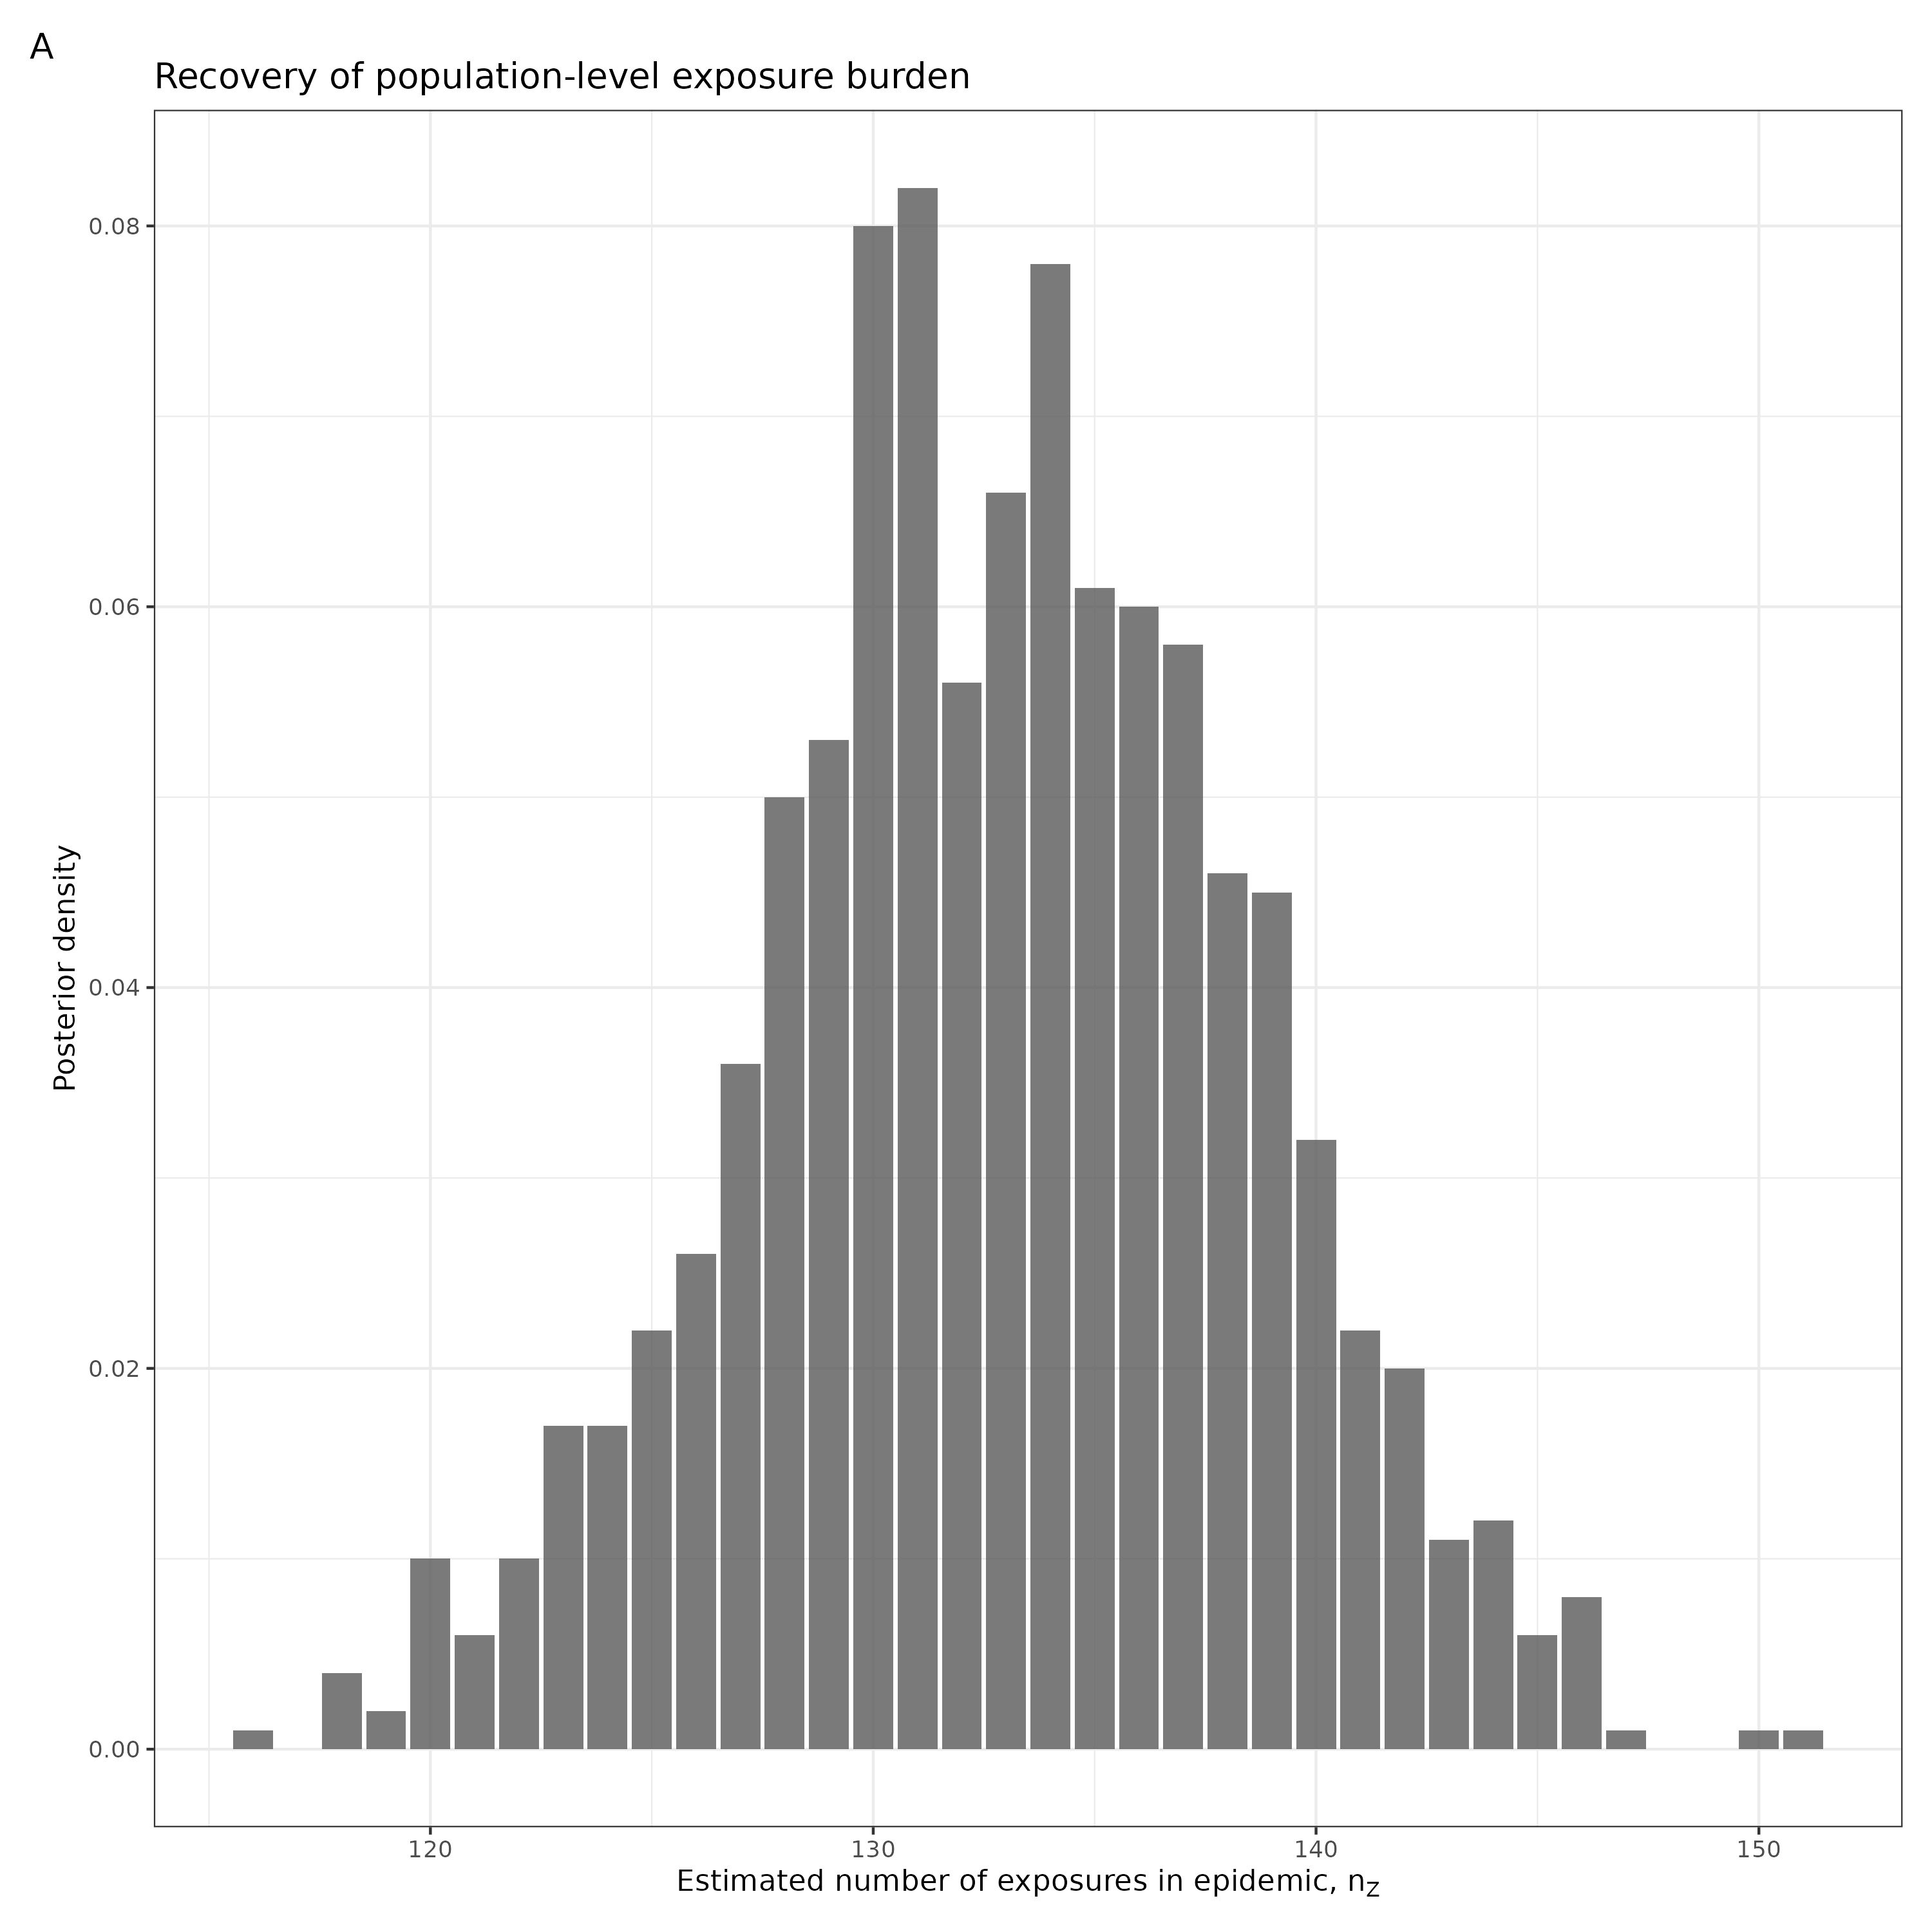 A
Recovery of population-level exposure burden
Posterior density
0.08
0.06
0.04
0.02
0.00
120 130 140 150
Estimated number of exposures in epidemic, nZ